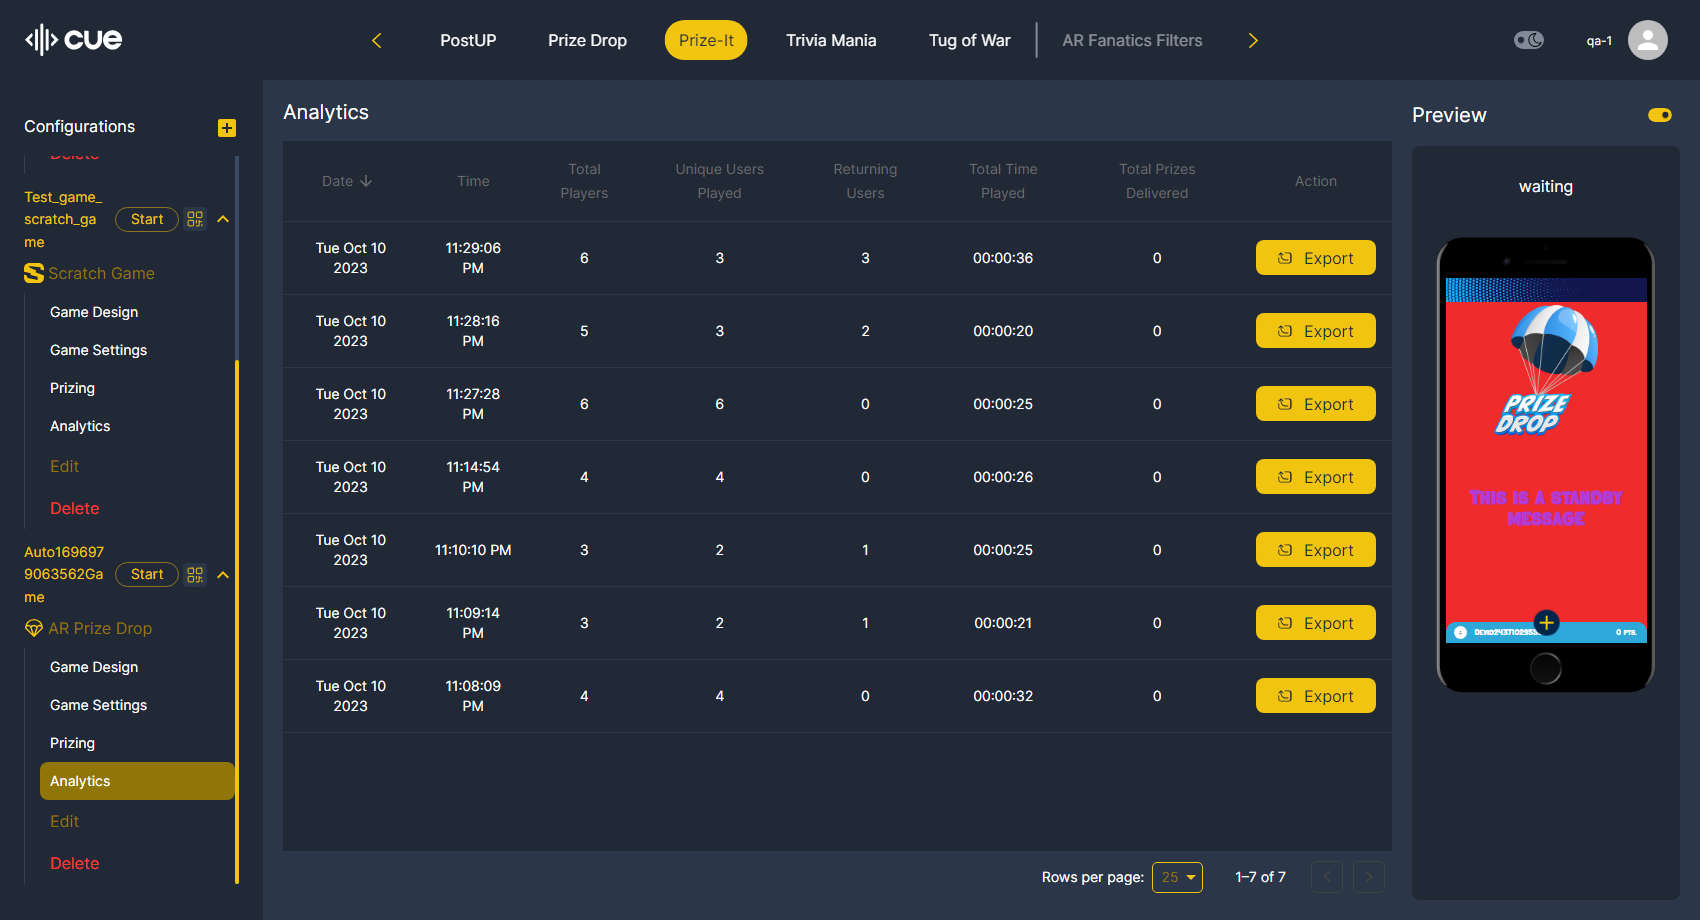 cue
PostUP
Prize Drop
Prize-It
Trivia Mania
Tug of War
AR Fanatics Filters
qa-1
Configurations
Delete
Test_game_
scratch_ga
me
Start
Scratch Game
Game Design
Game Settings
Prizing
Analytics
Edit
Delete
Auto169697
9063562Ga
me
Start
AR Prize Drop
Game Design
Game Settings
Prizing
Analytics
Edit
Delete
Analytics
Date
Time
Total
Players
Unique Users
Played
Returning
Users
Total Time
Played
Total Prizes
Delivered
Action
Tue Oct 10
2023
11:29:06
PM
6
3
3
00:00:36
0
Export
Tue Oct 10
2023
11:28:16
PM
5
3
2
00:00:20
0
Export
Tue Oct 10
2023
11:27:28
PM
6
6
0
00:00:25
0
Export
Tue Oct 10
2023
11:14:54
PM
4
4
0
00:00:26
0
Export
Tue Oct 10
2023
11:10:10 PM
3
2
1
00:00:25
0
Export
Tue Oct 10
2023
11:09:14
PM
3
2
1
00:00:21
0
Export
Tue Oct 10
2023
11:08:09
PM
4
4
0
00:00:32
0
Export
Rows per page:
25
1–7 of 7
Preview
waiting
PRIZE
DROP
THIS IS A STANDBY
MESSAGE
0 PTS.